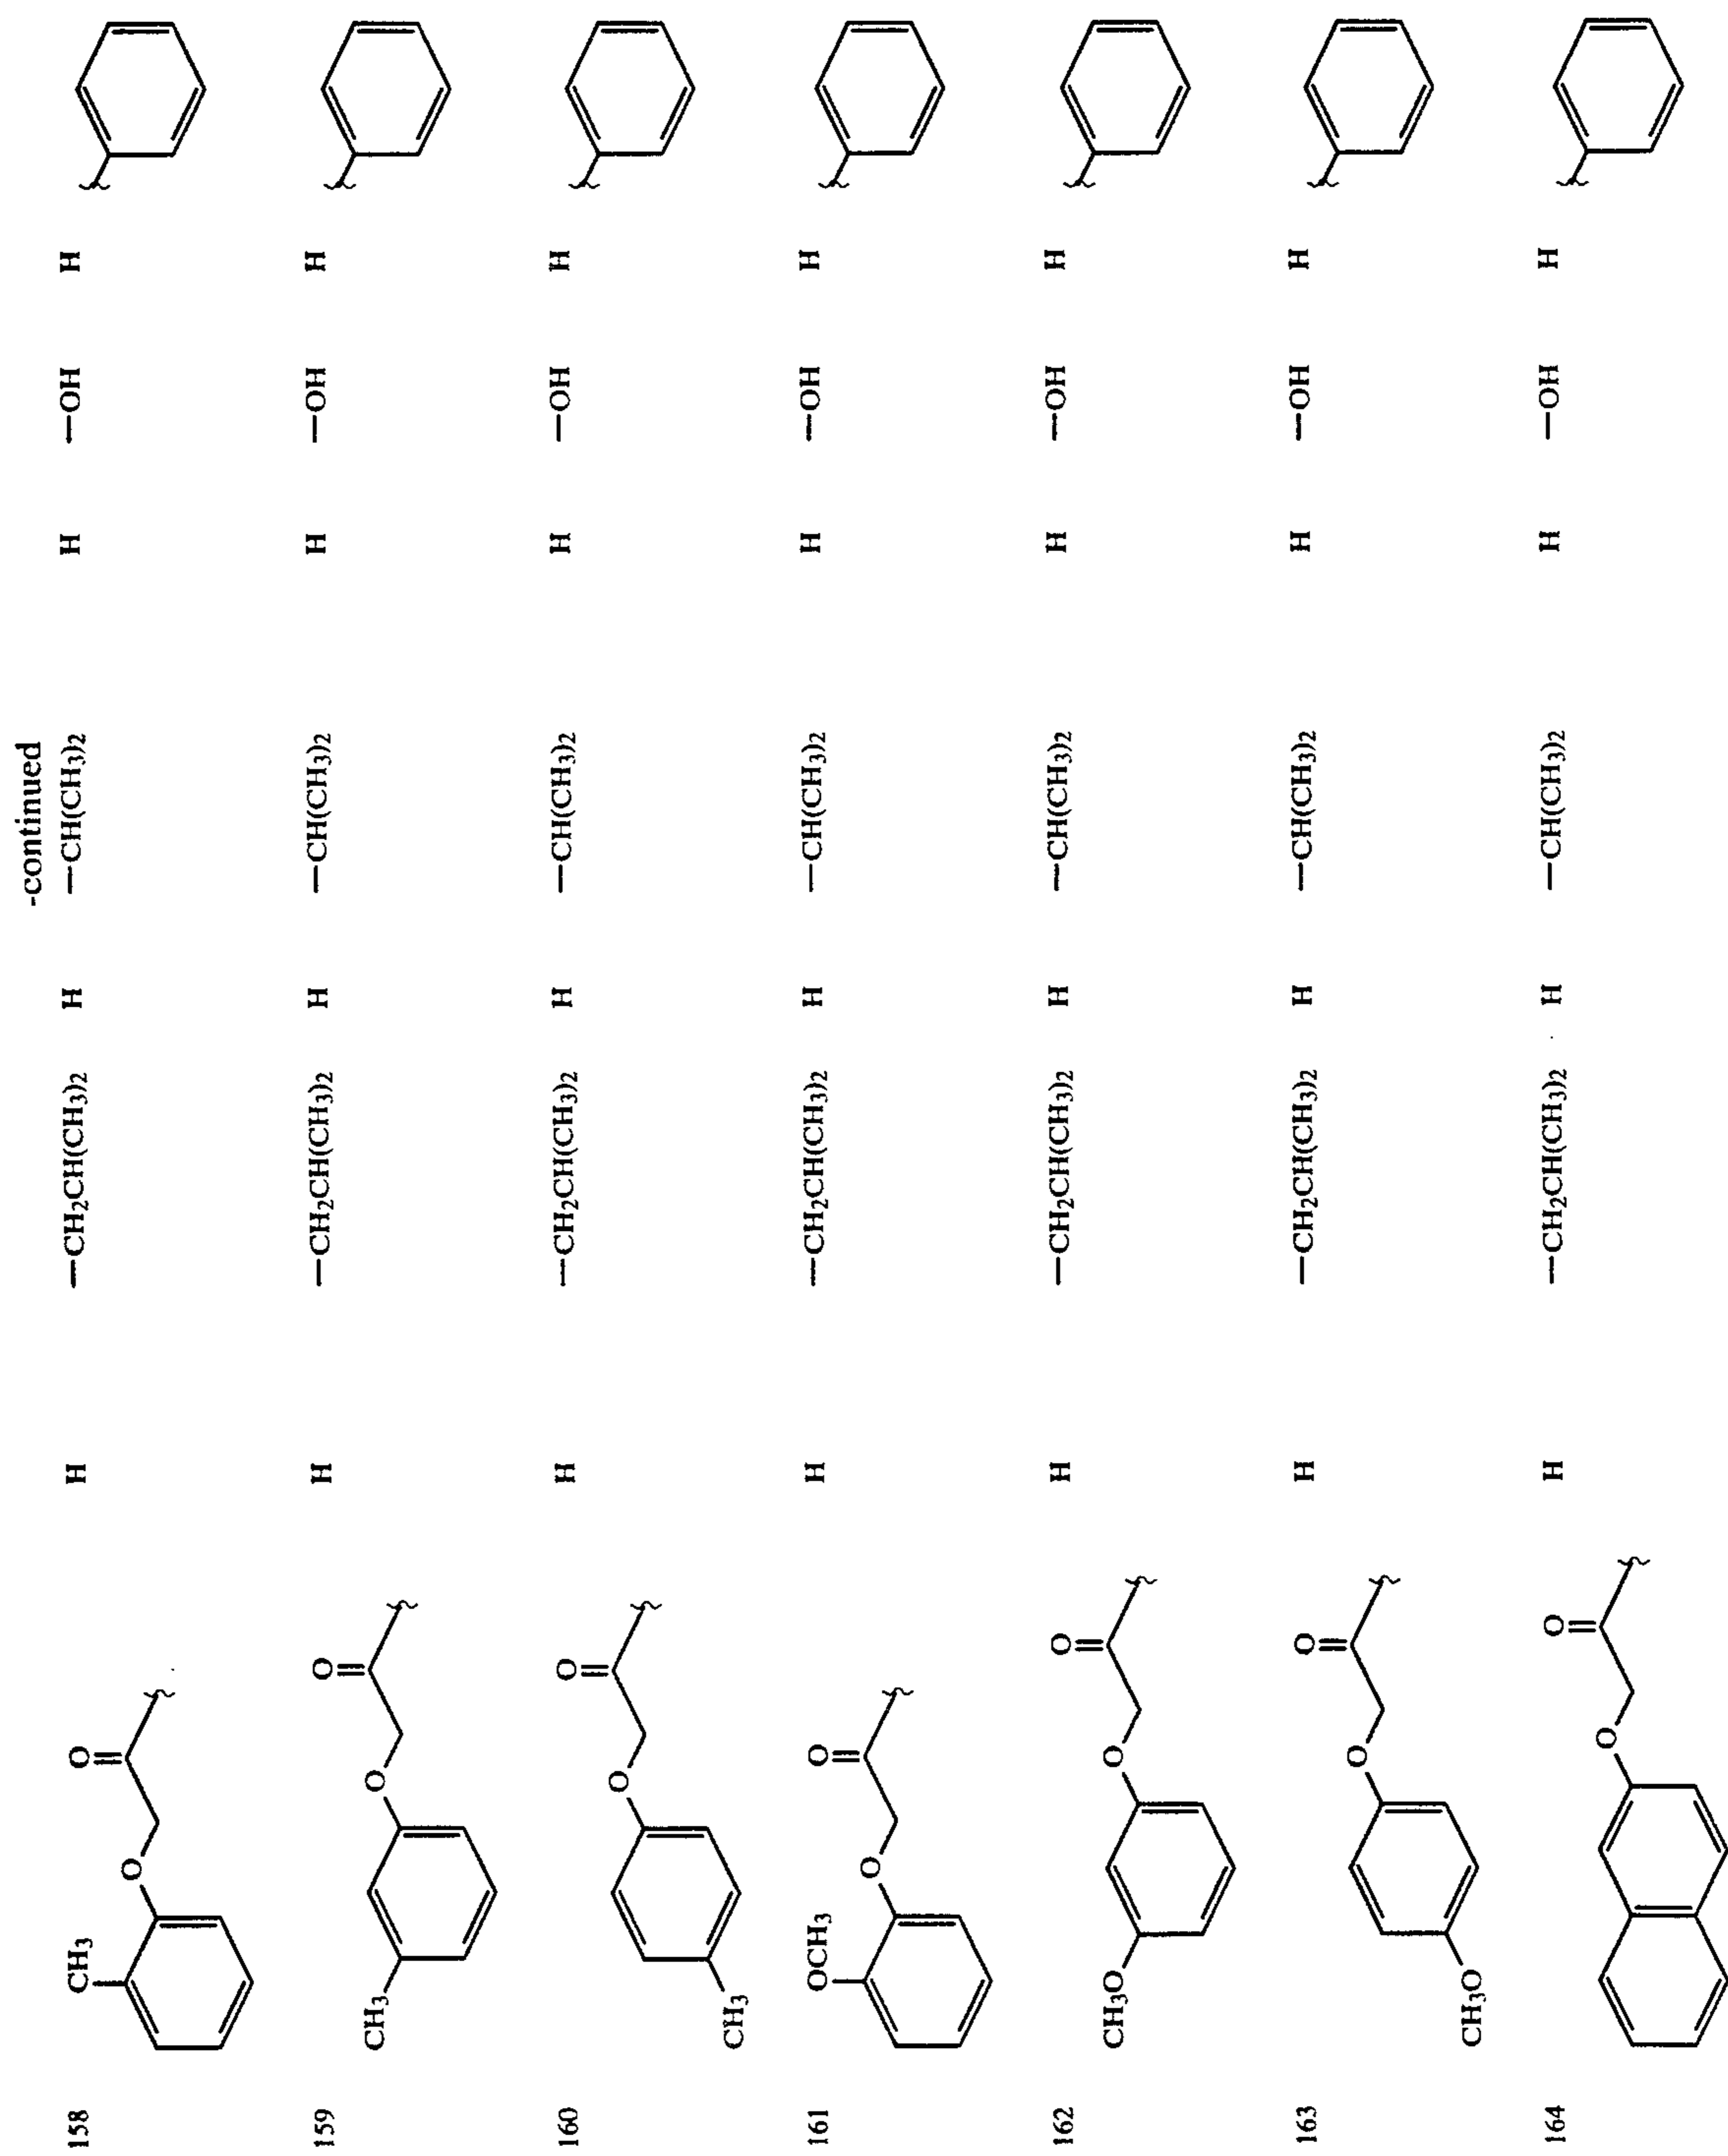 -continued
158 CH3 O O H —CH2CH(CH3)2 H —CH(CH3)2 H —OH H
159 CH3 O O H —CH2CH(CH3)2 H —CH(CH3)2 H —OH H
160 CH3 O O H —CH2CH(CH3)2 H —CH(CH3)2 H —OH H
161 OCH3 O O H —CH2CH(CH3)2 H —CH(CH3)2 H —OH H
162 CH3O O O H —CH2CH(CH3)2 H —CH(CH3)2 H —OH H
163 CH3O O O H —CH2CH(CH3)2 H —CH(CH3)2 H —OH H
164 O O H —CH2CH(CH3)2 H —CH(CH3)2 H —OH H